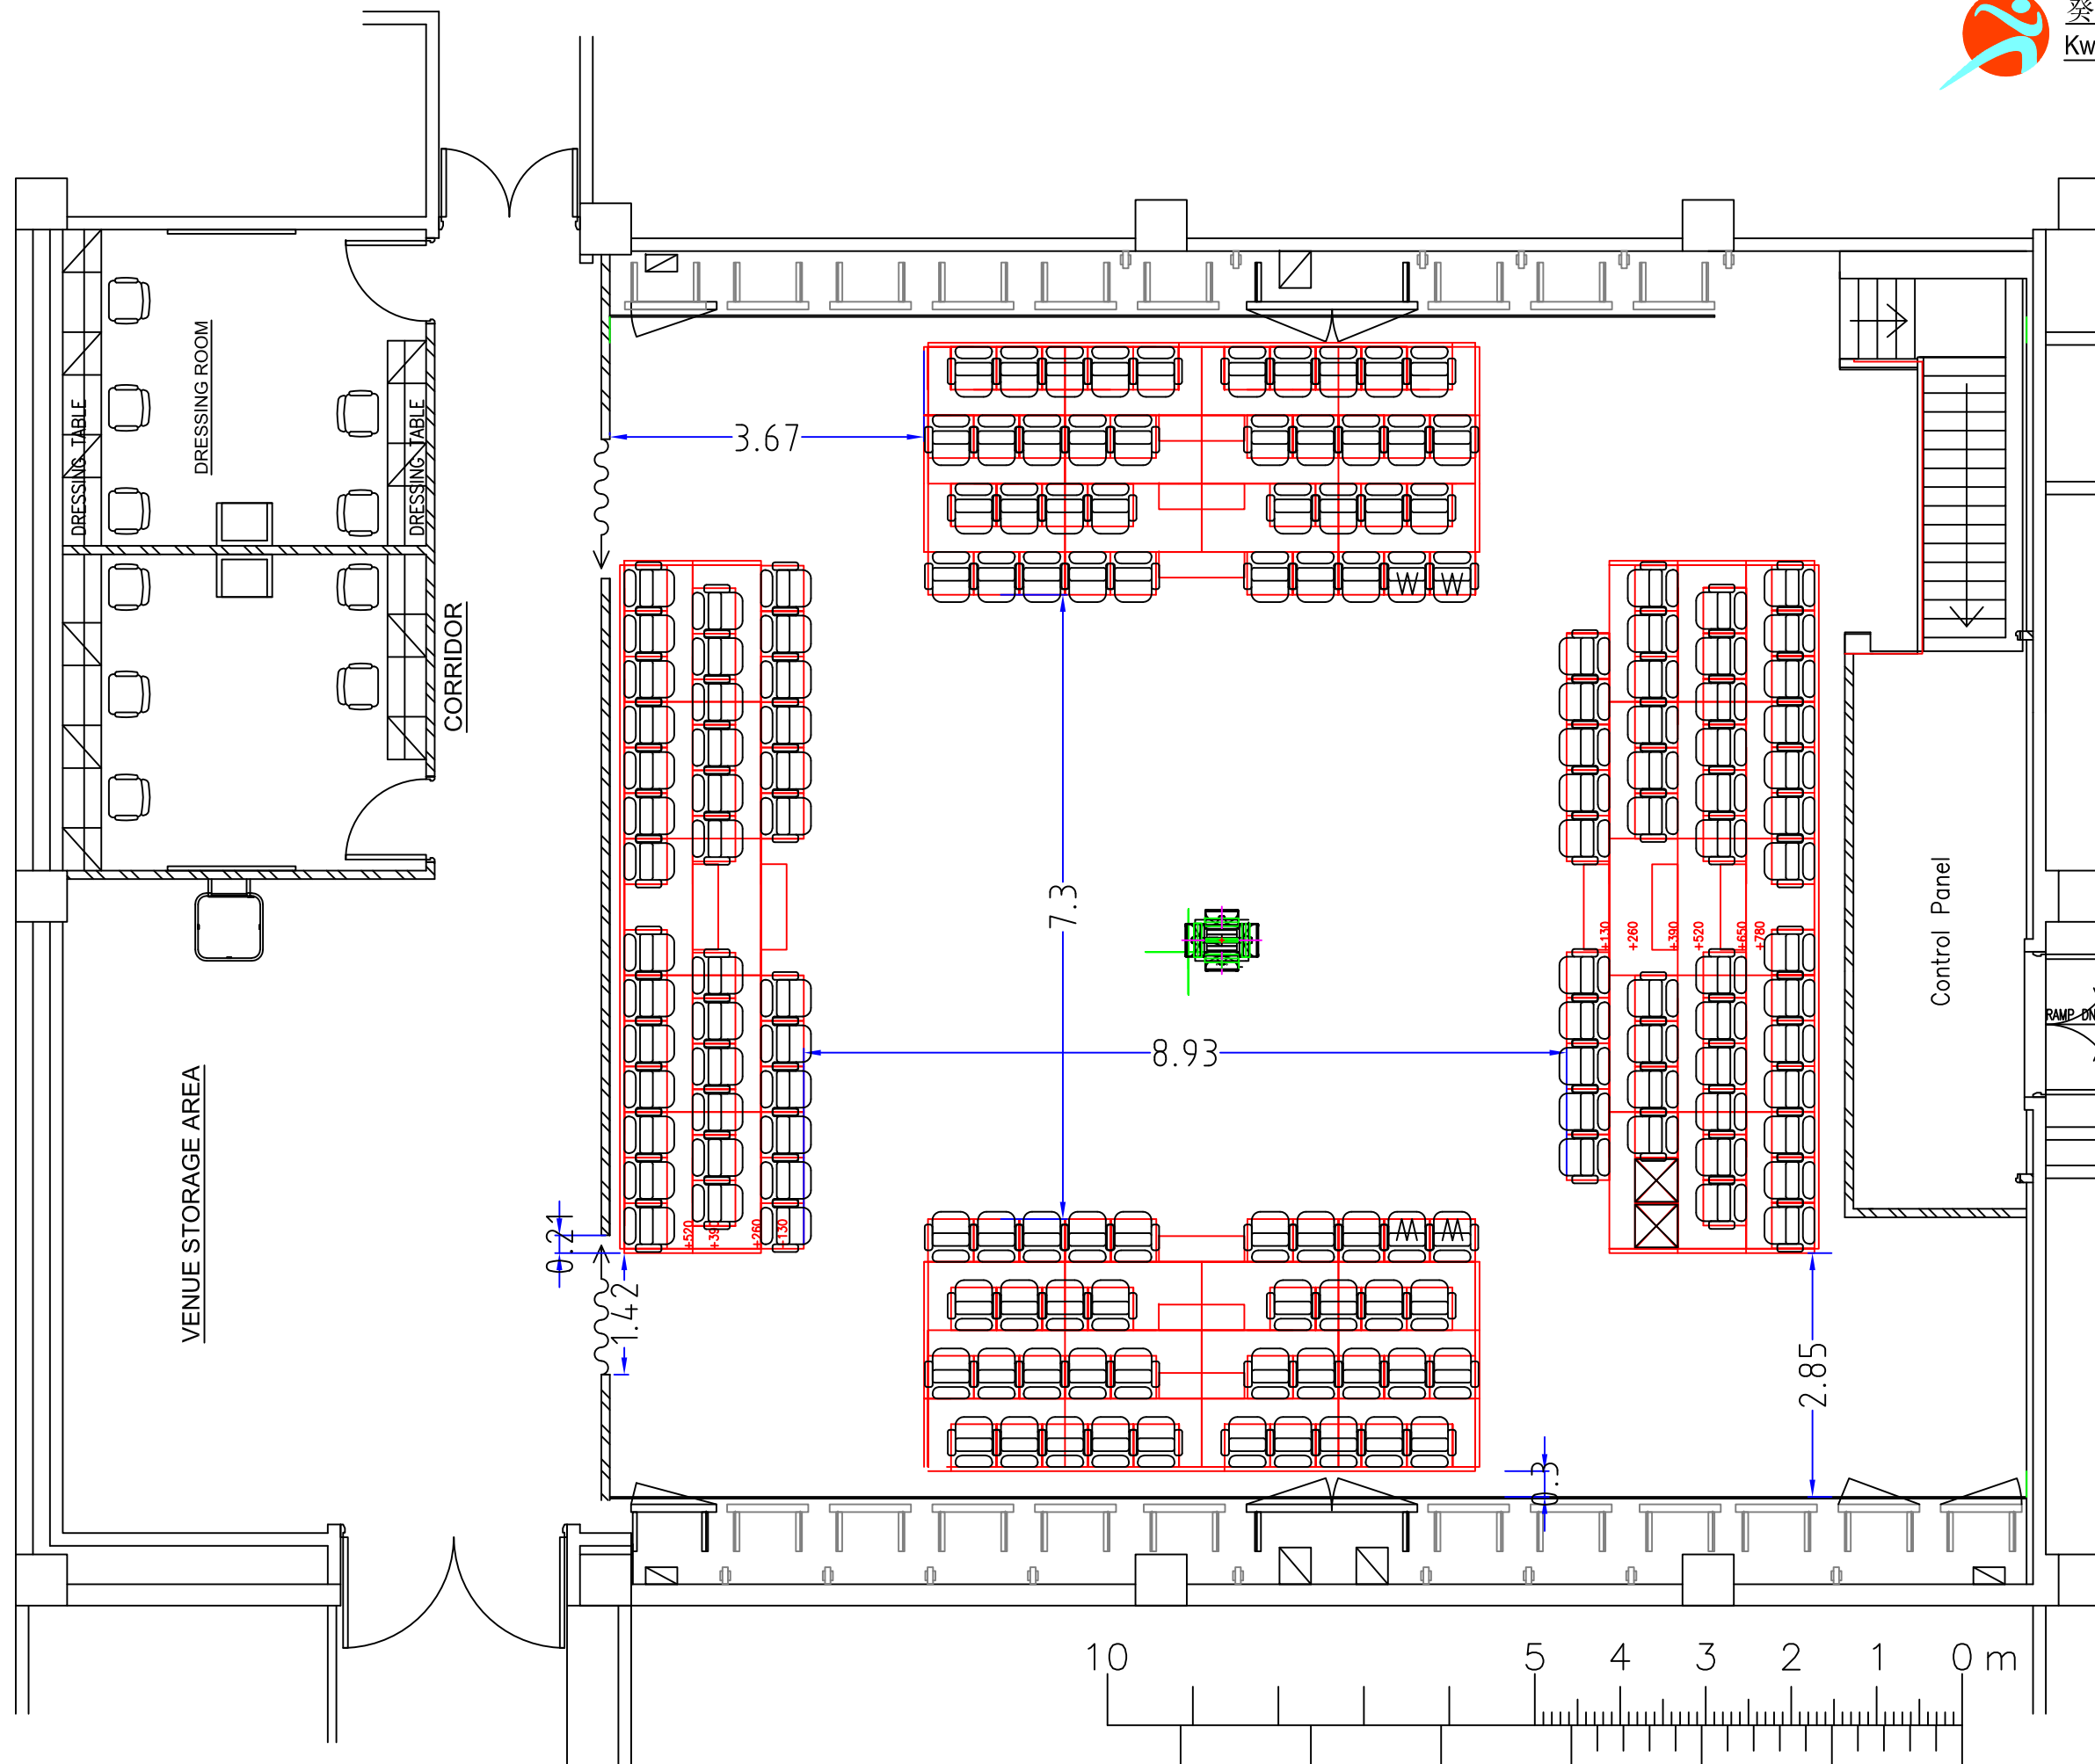 癸
Kw
DRESSING TABLE
DRESSING ROOM
DRESSING TABLE
CORRIDOR
VENUE STORAGE AREA
3.67
7.3
8.93
0.21
1.42
2.85
0.3
W W
W W
+520
+390
+260
+130
+130
+260
+390
+520
+650
+780
Control Panel
RAMP DN
10 5 4 3 2 1 0 m